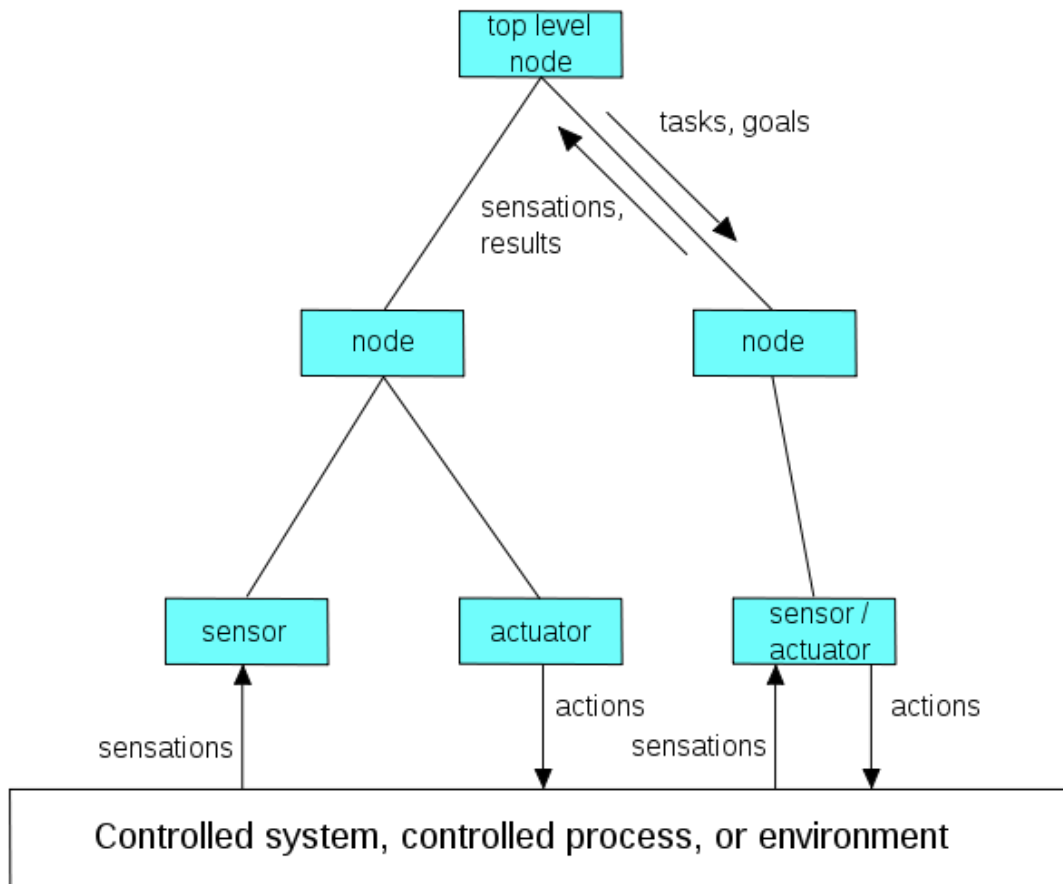 top level
node
tasks, goals
sensations,
results
node
node
sensor
actuator
sensor /
actuator
actions
actions
sensations
sensations
Controlled system, controlled process, or environment